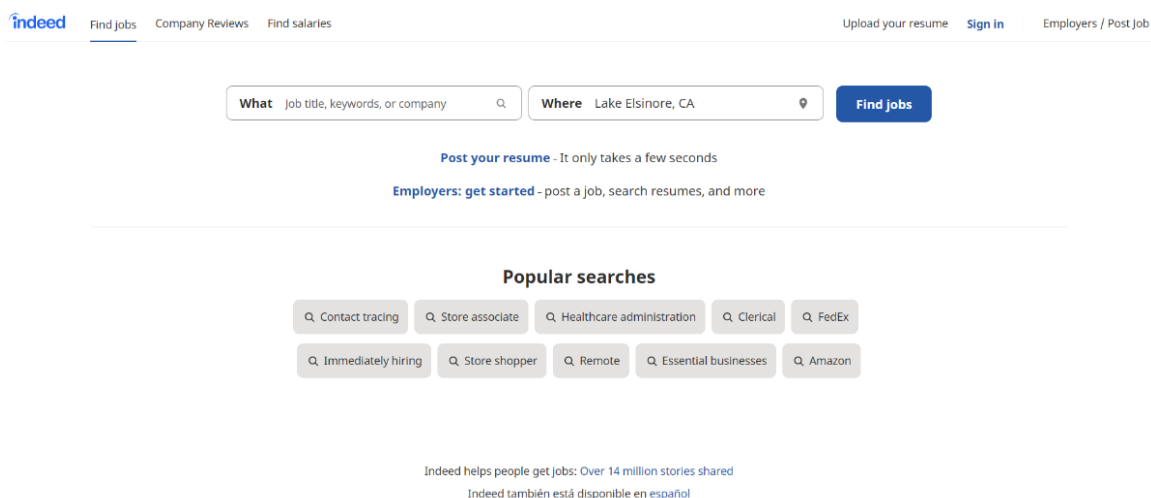 indeed Find jobs Company Reviews Find salaries Upload your resume Sign in Employers / Post Job
What Job title, keywords, or company Where Lake Elsinore, CA Find jobs
Post your resume - It only takes a few seconds
Employers: get started - post a job, search resumes, and more
Popular searches
Contact tracing Store associate Healthcare administration Clerical FedEx
Immediately hiring Store shopper Remote Essential businesses Amazon
Indeed helps people get jobs: Over 14 million stories shared
Indeed también está disponible en español